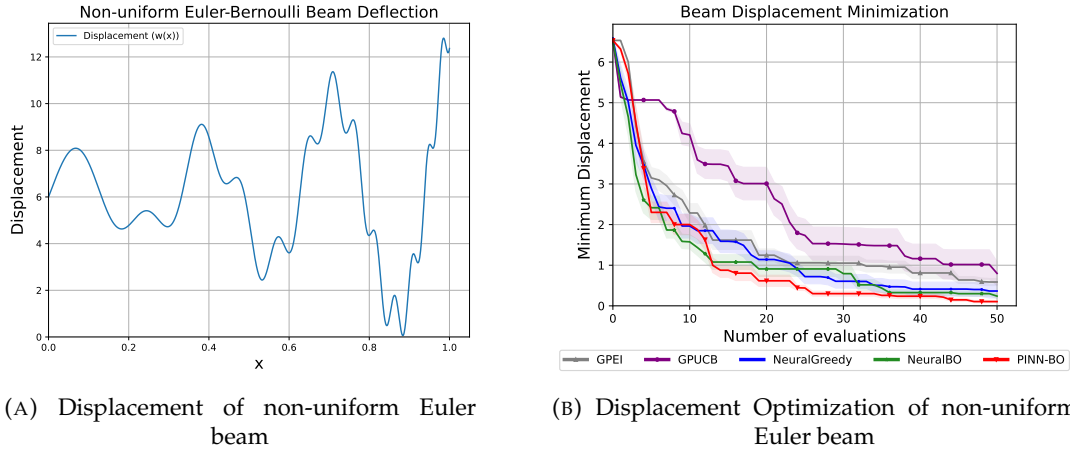 Non-uniform Euler-Bernoulli Beam Deflection
Displacement (w(x))
Displacement
12
10
8
6
4
2
0
0.0 0.2 0.4 0.6 0.8 1.0
x
(A) Displacement of non-uniform Euler
beam
Beam Displacement Minimization
Minimum Displacement
6
5
4
3
2
1
0
0 10 20 30 40 50
Number of evaluations
GPEI GPUCB NeuralGreedy NeuralBO PINN-BO
(B) Displacement Optimization of non-uniform
Euler beam